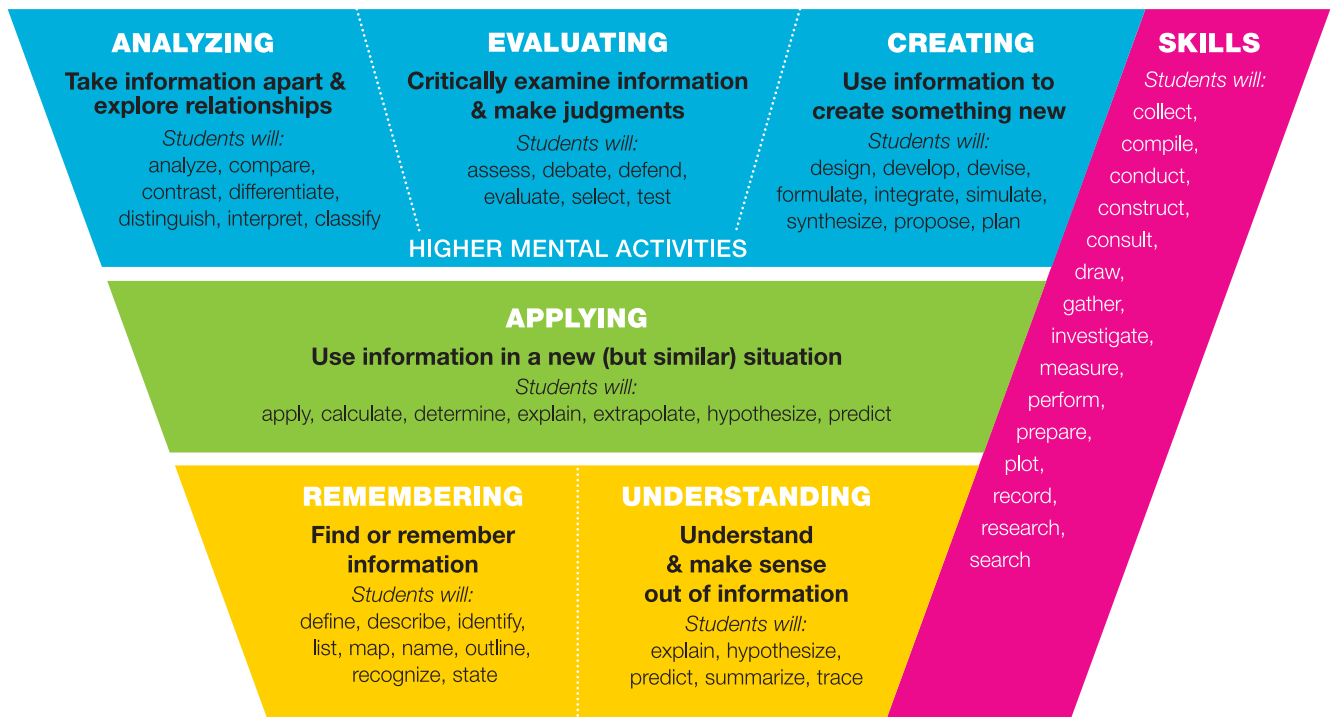 ANALYZING
Take information apart &
explore relationships
Students will:
analyze, compare,
contrast, differentiate,
distinguish, interpret, classify
EVALUATING
Critically examine information
& make judgments
Students will:
assess, debate, defend,
evaluate, select, test
CREATING
Use information to
create something new
Students will:
design, develop, devise,
formulate, integrate, simulate,
synthesize, propose, plan
HIGHER MENTAL ACTIVITIES
APPLYING
Use information in a new (but similar) situation
Students will:
apply, calculate, determine, explain, extrapolate, hypothesize, predict
REMEMBERING
Find or remember
information
Students will:
define, describe, identify,
list, map, name, outline,
recognize, state
UNDERSTANDING
Understand
& make sense
out of information
Students will:
explain, hypothesize,
predict, summarize, trace
SKILLS
Students will:
collect,
compile,
conduct,
construct,
consult,
draw,
gather,
investigate,
measure,
perform,
prepare,
plot,
record,
research,
search